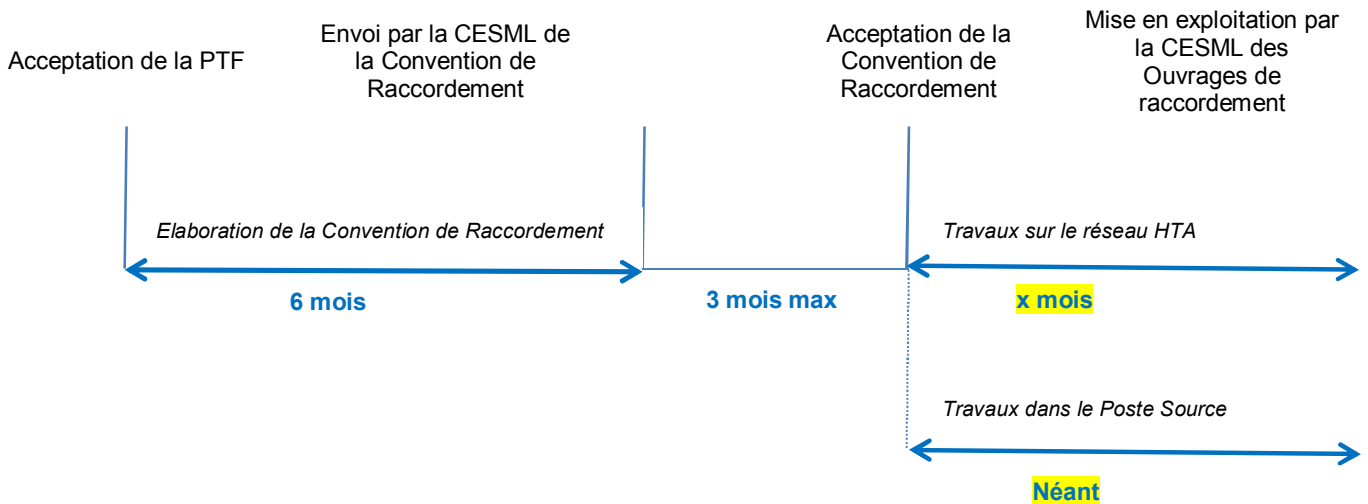 Acceptation de la PTF
Envoi par la CESML de
la Convention de
Raccordement
Acceptation de la
Convention de
Raccordement
Mise en exploitation par
la CESML des
Ouvrages de
raccordement
Elaboration de la Convention de Raccordement
Travaux sur le réseau HTA
6 mois
3 mois max
x mois
Travaux dans le Poste Source
Néant